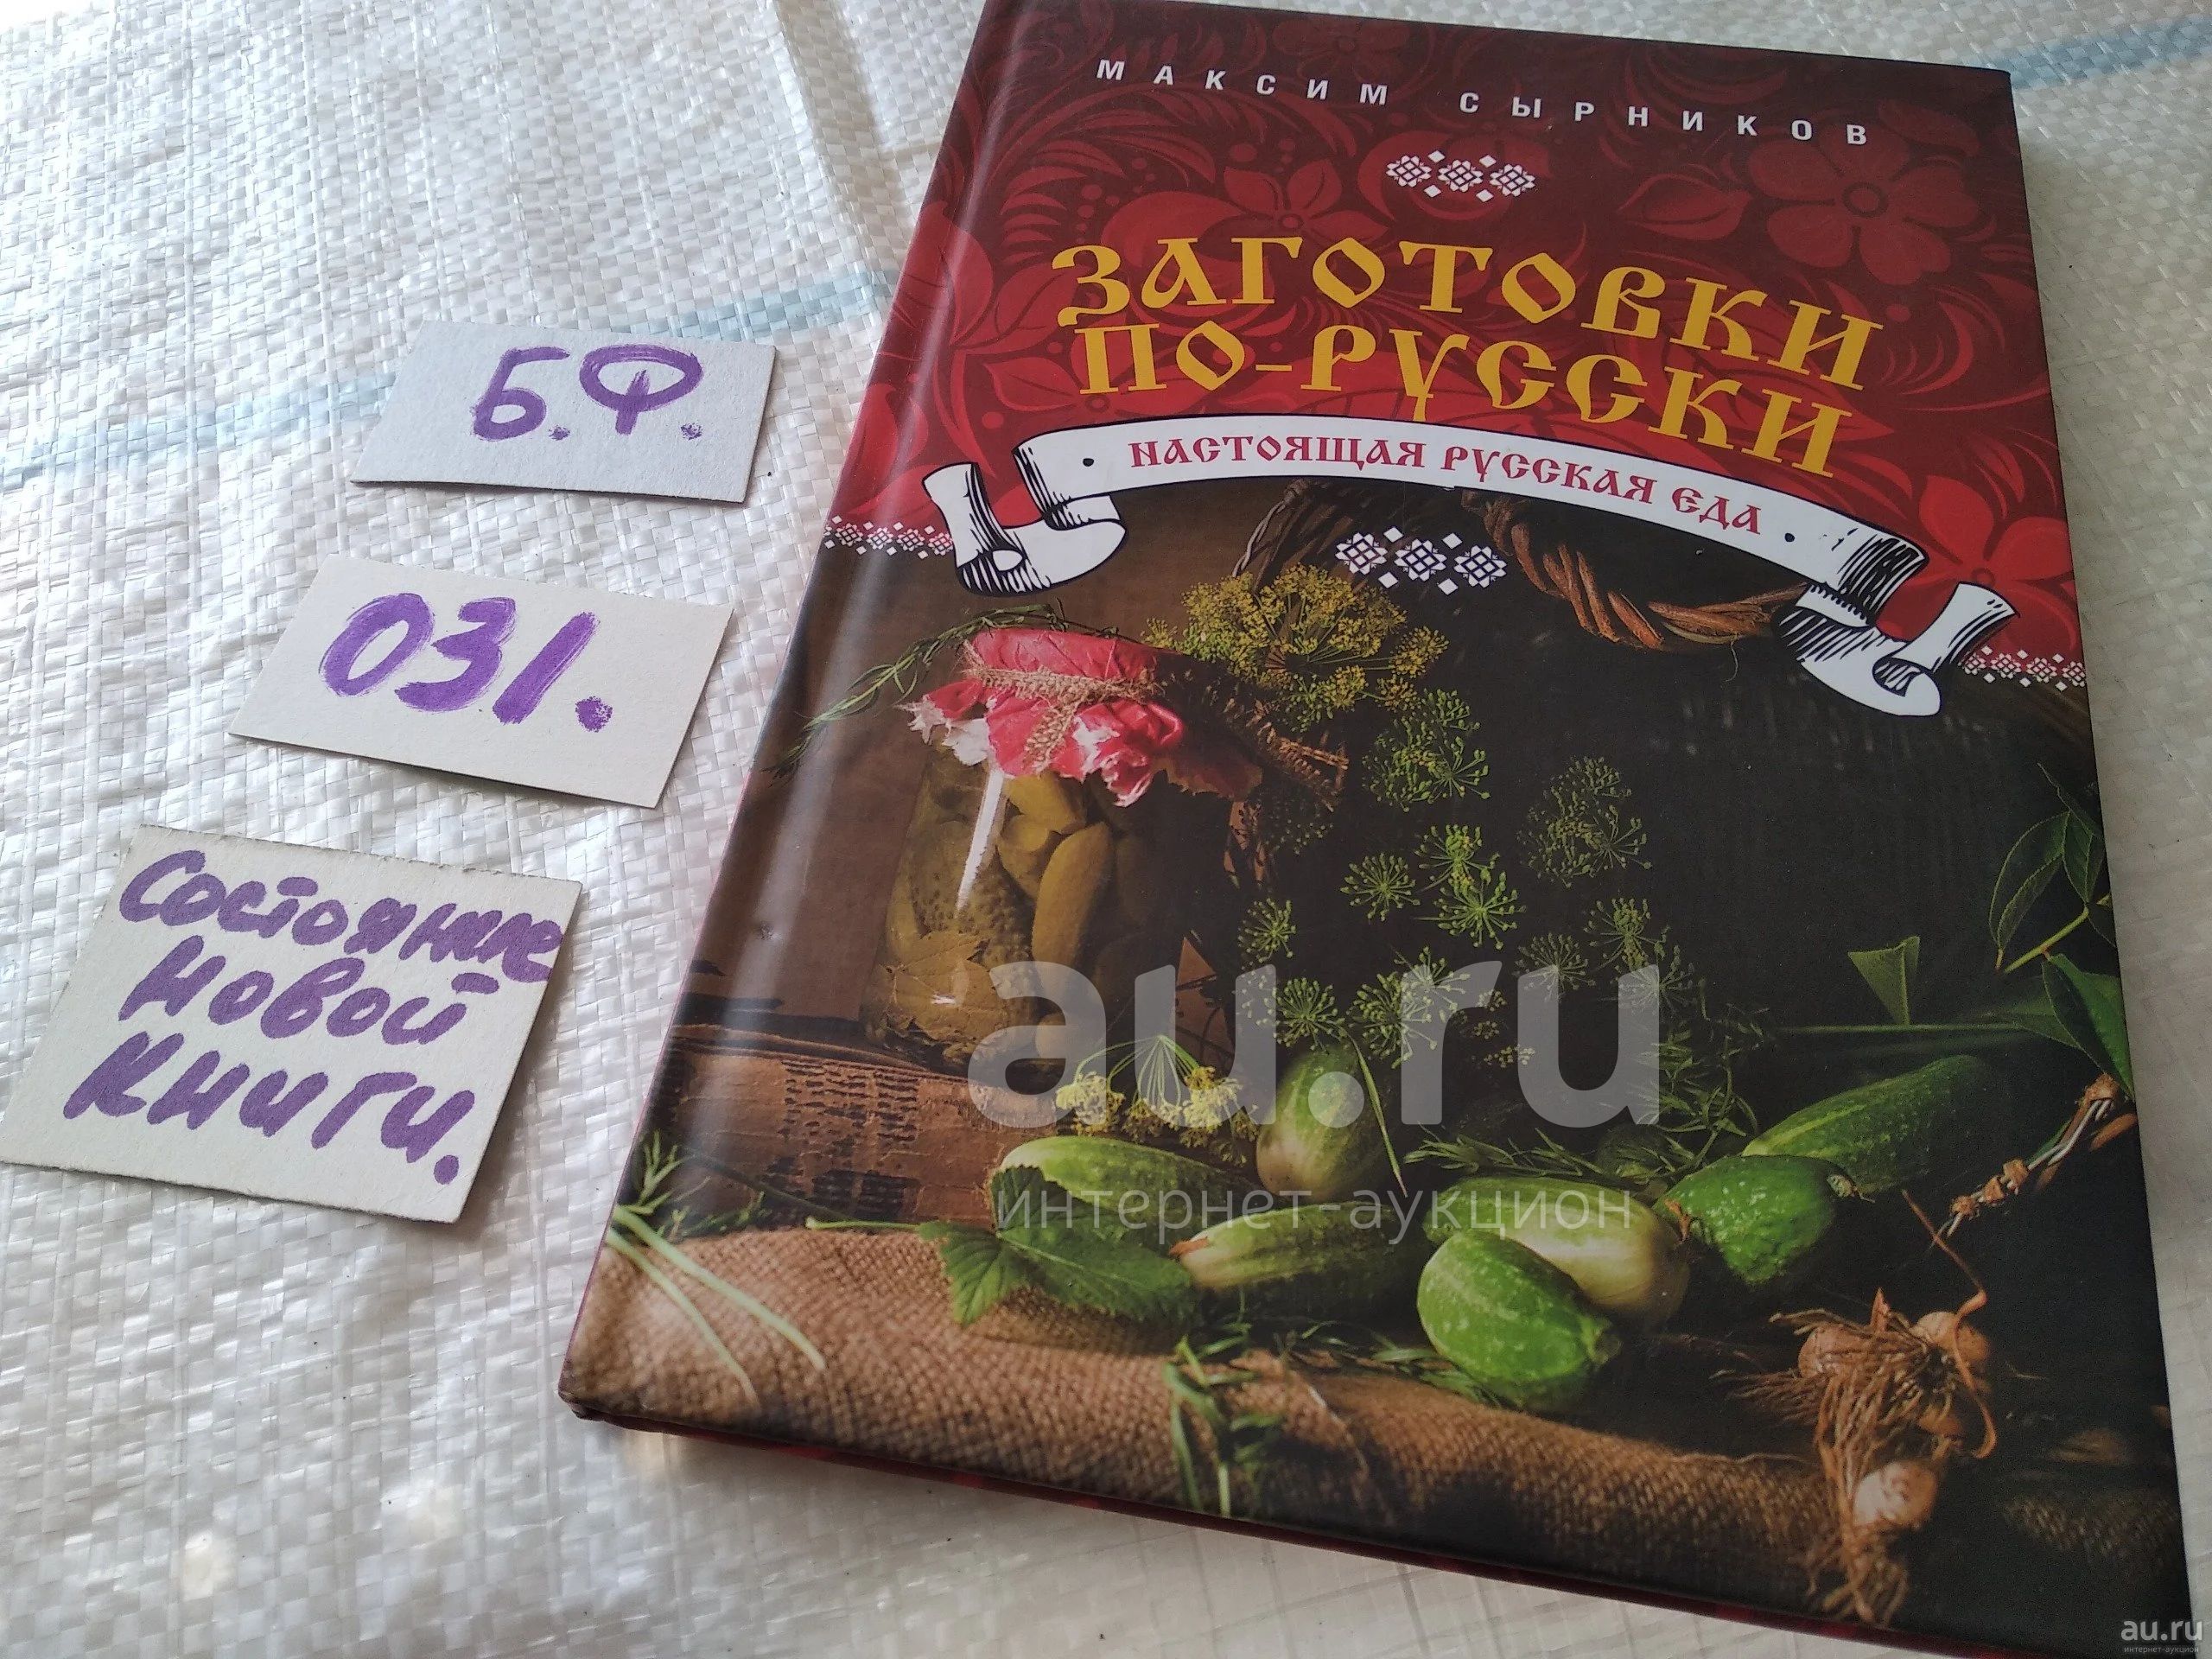 МАКСИМ СЫРНИКОВ
ЗАГОТОВКИ
ПО-РУССКИ
• НАСТОЯЩАЯ РУССКАЯ ЕДА •
Б.Ф.
031.
Состояние
новой
книги.
au.ru
интернет-аукцион
au.ru
интернет-аукцион